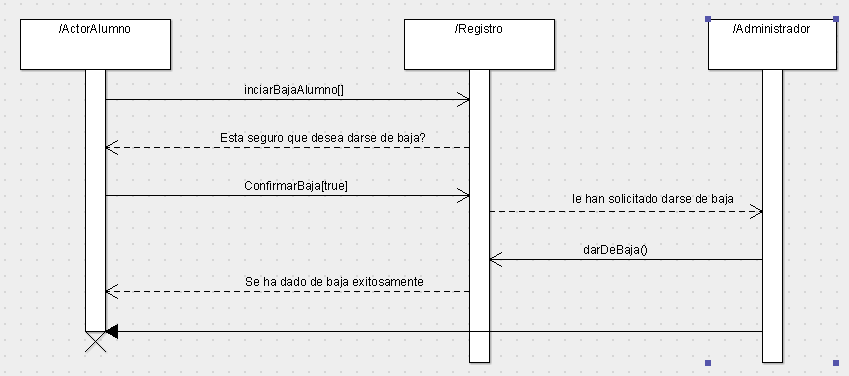 /ActorAlumno
/Registro
/Administrador
inciarBajaAlumno[]
Esta seguro que desea darse de baja?
ConfirmarBaja[true]
le han solicitado darse de baja
darDeBaja()
Se ha dado de baja exitosamente